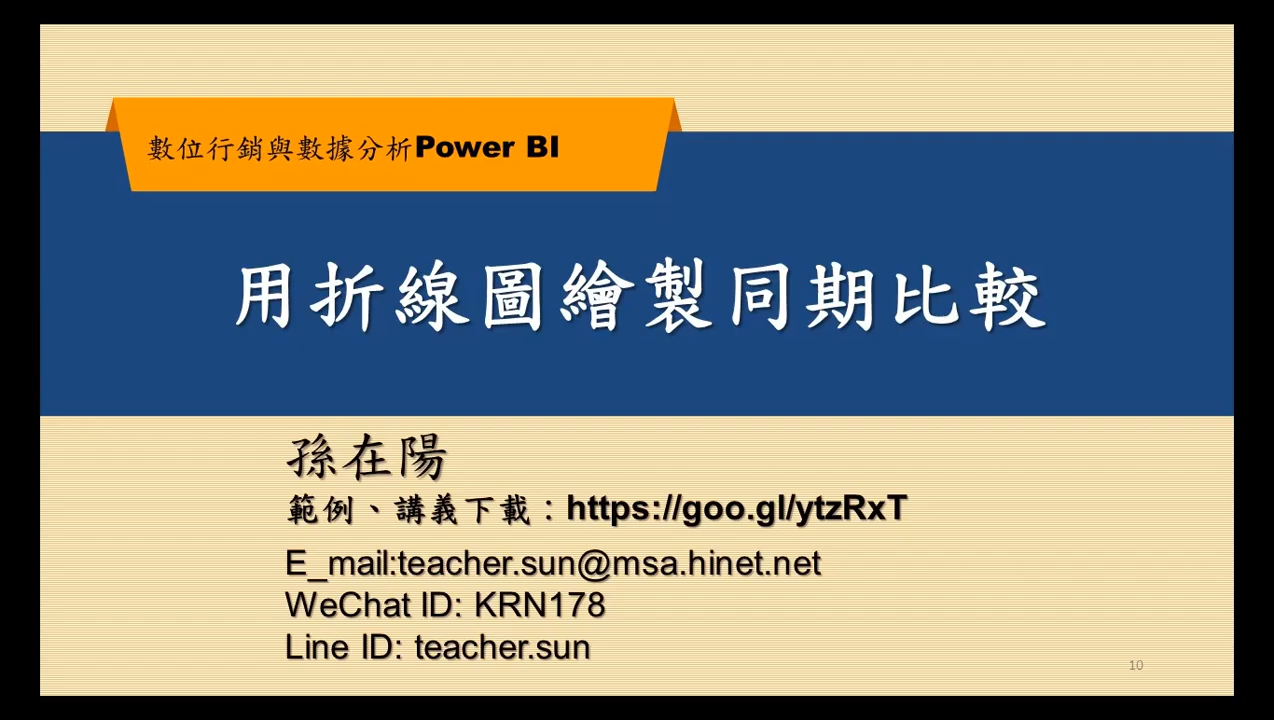 數位行銷與數據分析Power BI
用折線圖繪製同期比較
孫在陽
範例、講義下載：https://goo.gl/ytzRxT
E_mail:teacher.sun@msa.hinet.net
WeChat ID: KRN178
Line ID: teacher.sun
10